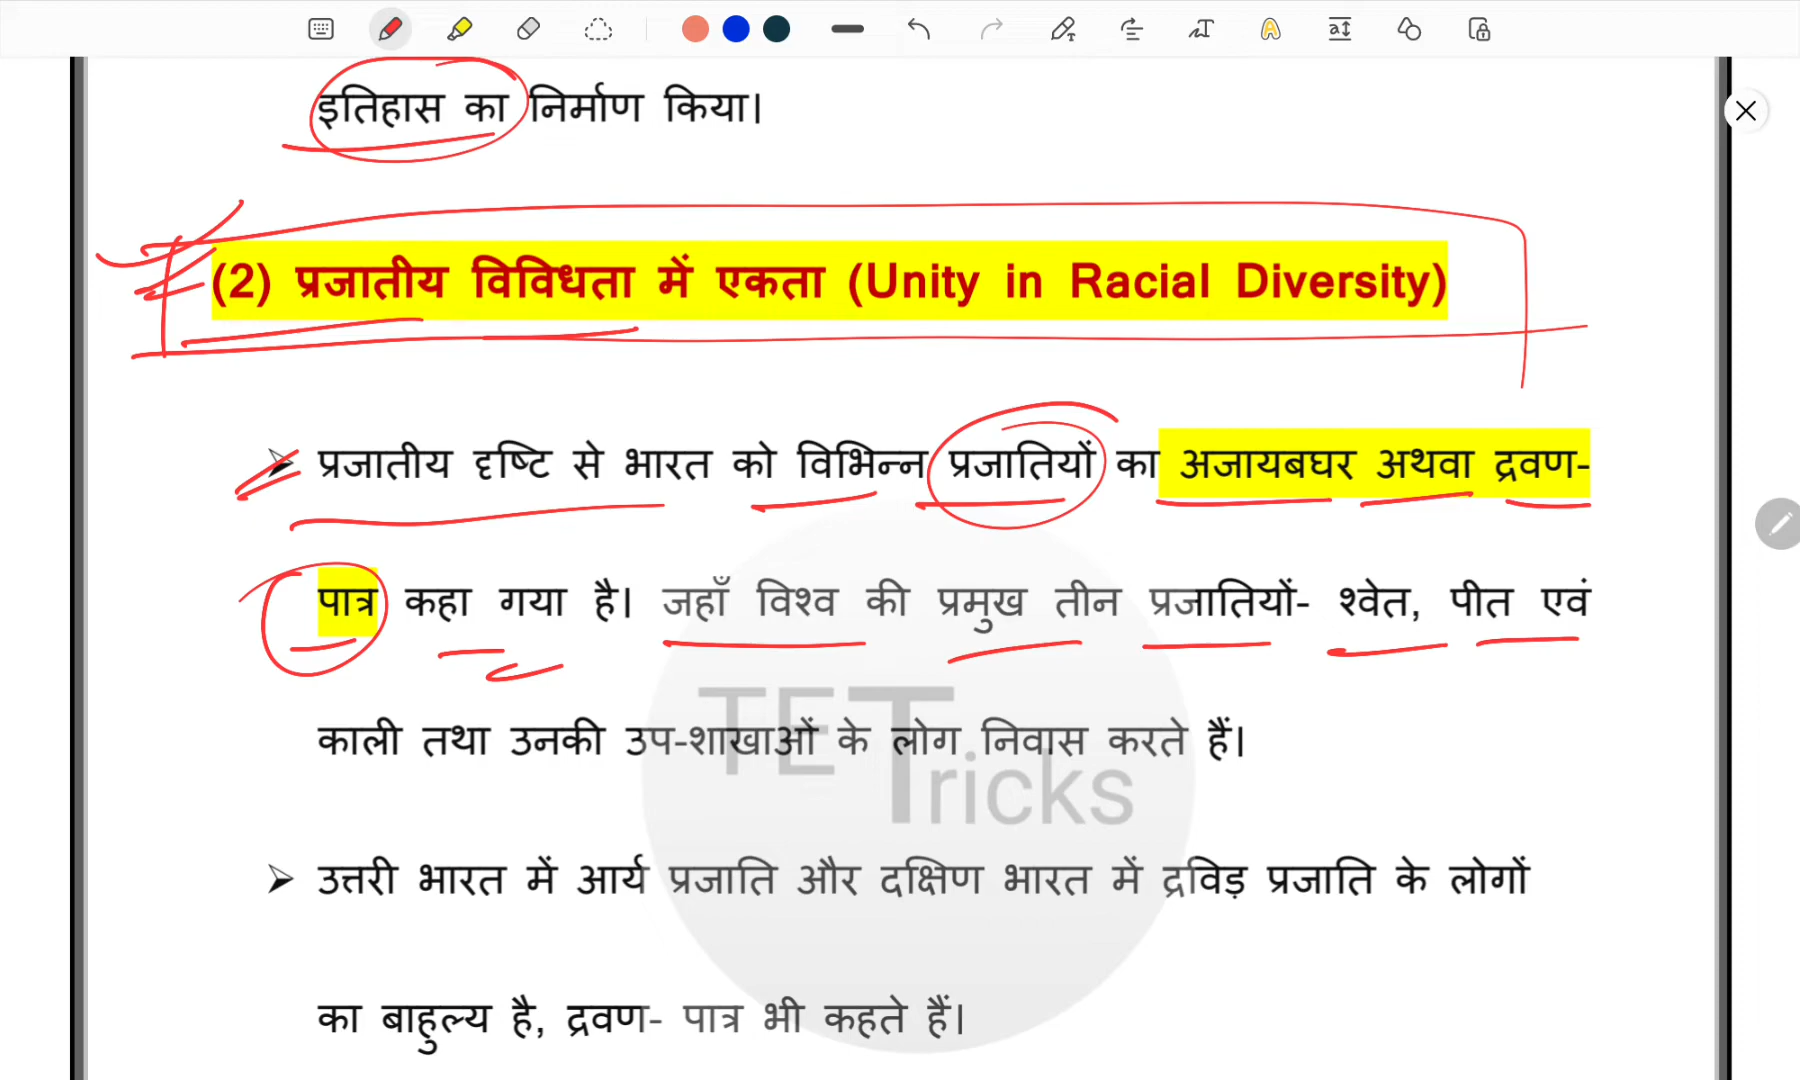 इतिहास का निर्माण किया।
(2) प्रजातीय विविधता में एकता (Unity in Racial Diversity)
➢ प्रजातीय दृष्टि से भारत को विभिन्न प्रजातियों का अजायबघर अथवा द्रवण-
पात्र कहा गया है। जहाँ विश्व की प्रमुख तीन प्रजातियों- श्वेत, पीत एवं
काली तथा उनकी उप-शाखाओं के लोग निवास करते हैं।
TETricks
➢ उत्तरी भारत में आर्य प्रजाति और दक्षिण भारत में द्रविड़ प्रजाति के लोगों
का बाहुल्य है, द्रवण- पात्र भी कहते हैं।